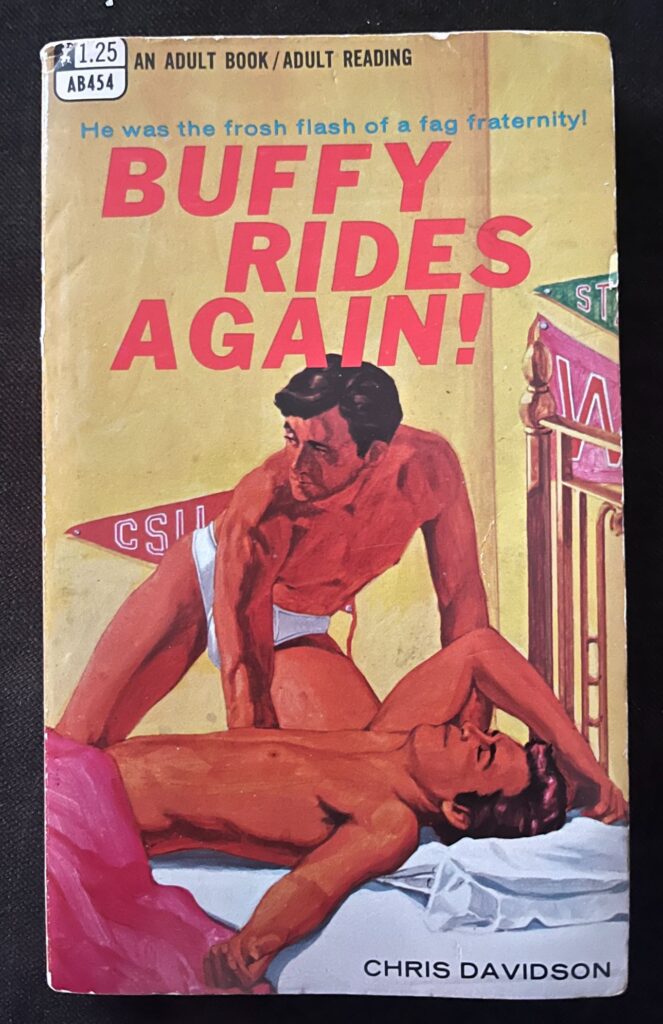 1.25
AB454
AN ADULT BOOK/ADULT READING
He was the frosh flash of a fag fraternity!
BUFFY
RIDES
AGAIN!
ST
W
CSU
CHRIS DAVIDSON